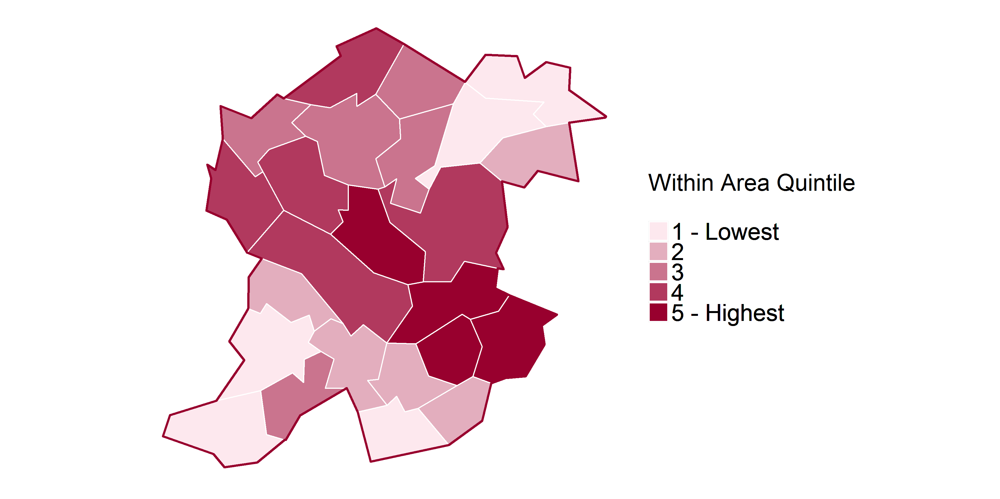 Within Area Quintile
1 - Lowest
2
3
4
5 - Highest